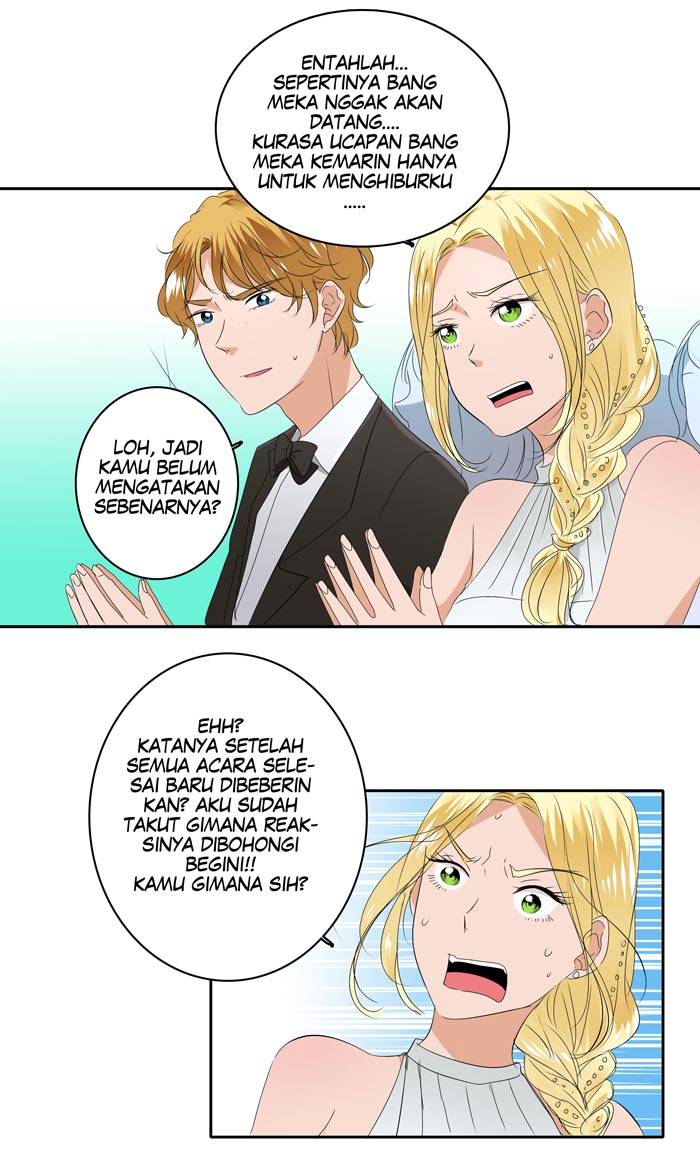 ENTAHLAH...
SEPERTINYA BANG
MEKA NGGAK AKAN
DATANG....
KURASA UCAPAN BANG
MEKA KEMARIN HANYA
UNTUK MENGHIBURKU
.....
LOH, JADI
KAMU BELUM
MENGATAKAN
SEBENARNYA?
EHH?
KATANYA SETELAH
SEMUA ACARA SELE-
SAI BARU DIBEBERIN
KAN? AKU SUDAH
TAKUT GIMANA REAK-
SINYA DIBOHONGI
BEGINI!!
KAMU GIMANA SIH?